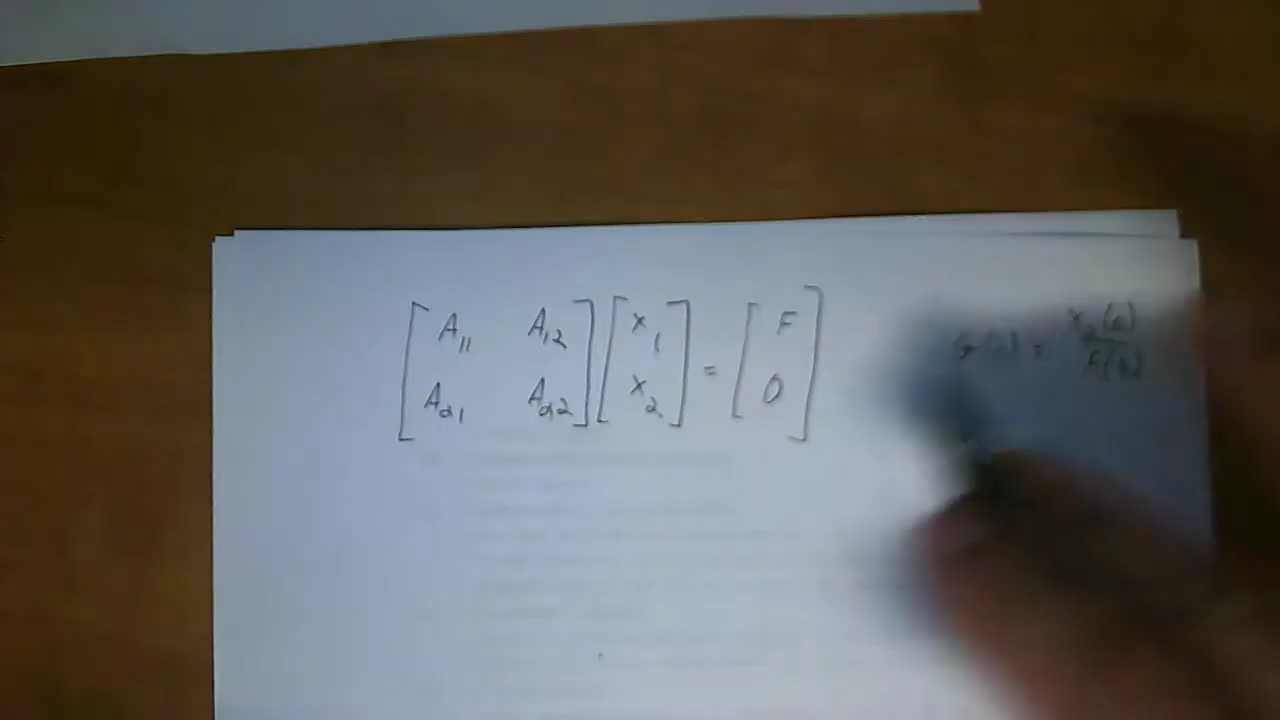 [ A₁₁ A₁₂ ] [ x₁ ] = [ F ]
[ A₂₁ A₂₂ ] [ x₂ ] [ 0 ]